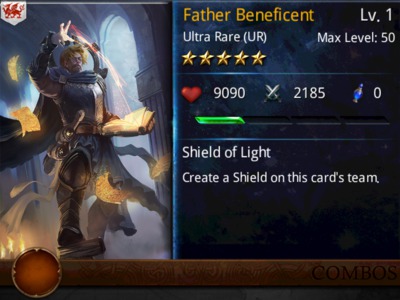 Father Beneficent Lv. 1
Ultra Rare (UR) Max Level: 50
9090 2185 0
Shield of Light
Create a Shield on this card's team.
COMBOS